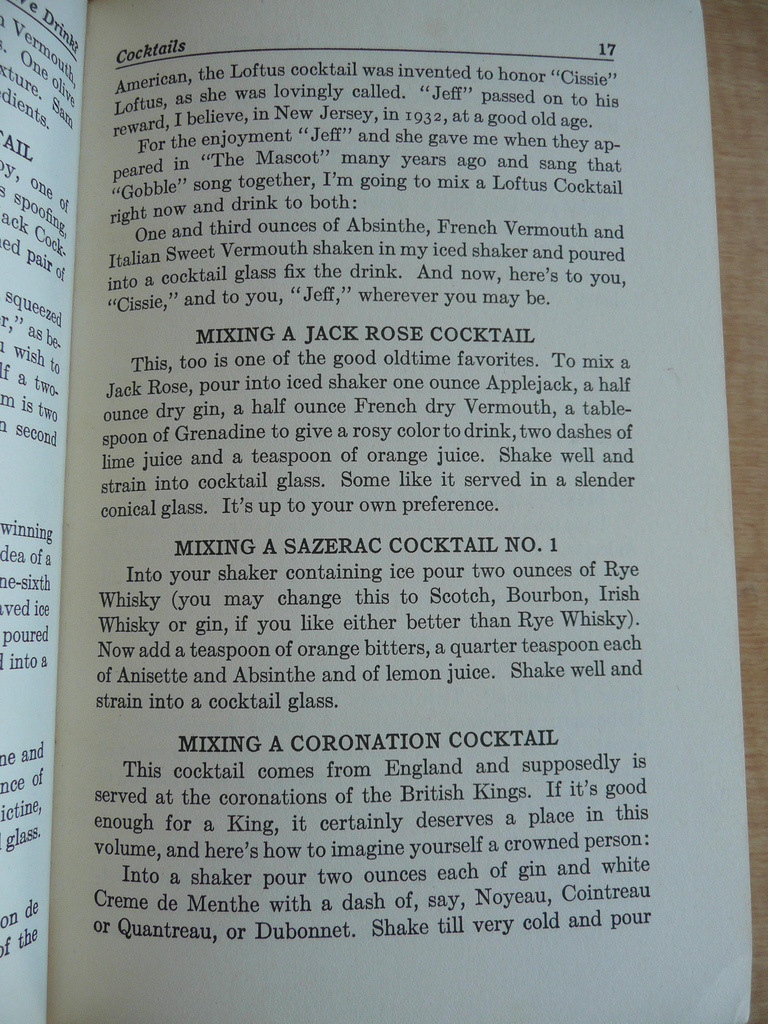 ve Drink?
Vermouth,
One olive
xture. Sam
dients.
AIL
oy, one of
s spoofing,
ack Cock-
ned pair of
squeezed
r," as be-
wish to
If a two-
m is two
n second
winning
dea of a
ne-sixth
aved ice
poured
into a
ne and
nce of
ictine,
glass.
on de
of the
Cocktails 17
American, the Loftus cocktail was invented to honor "Cissie"
Loftus, as she was lovingly called. "Jeff" passed on to his
reward, I believe, in New Jersey, in 1932, at a good old age.
For the enjoyment "Jeff" and she gave me when they ap-
peared in "The Mascot" many years ago and sang that
"Gobble" song together, I'm going to mix a Loftus Cocktail
right now and drink to both:
One and third ounces of Absinthe, French Vermouth and
Italian Sweet Vermouth shaken in my iced shaker and poured
into a cocktail glass fix the drink. And now, here's to you,
"Cissie," and to you, "Jeff," wherever you may be.
MIXING A JACK ROSE COCKTAIL
This, too is one of the good oldtime favorites. To mix a
Jack Rose, pour into iced shaker one ounce Applejack, a half
ounce dry gin, a half ounce French dry Vermouth, a table-
spoon of Grenadine to give a rosy color to drink, two dashes of
lime juice and a teaspoon of orange juice. Shake well and
strain into cocktail glass. Some like it served in a slender
conical glass. It's up to your own preference.
MIXING A SAZERAC COCKTAIL NO. 1
Into your shaker containing ice pour two ounces of Rye
Whisky (you may change this to Scotch, Bourbon, Irish
Whisky or gin, if you like either better than Rye Whisky).
Now add a teaspoon of orange bitters, a quarter teaspoon each
of Anisette and Absinthe and of lemon juice. Shake well and
strain into a cocktail glass.
MIXING A CORONATION COCKTAIL
This cocktail comes from England and supposedly is
served at the coronations of the British Kings. If it's good
enough for a King, it certainly deserves a place in this
volume, and here's how to imagine yourself a crowned person:
Into a shaker pour two ounces each of gin and white
Creme de Menthe with a dash of, say, Noyeau, Cointreau
or Quantreau, or Dubonnet. Shake till very cold and pour